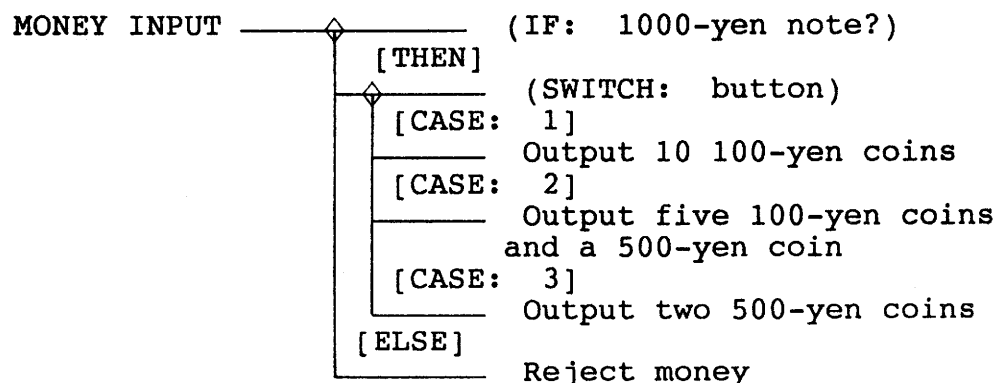 MONEY INPUT (IF: 1000-yen note?)
[THEN]
(SWITCH: button)
[CASE: 1]
Output 10 100-yen coins
[CASE: 2]
Output five 100-yen coins
and a 500-yen coin
[CASE: 3]
Output two 500-yen coins
[ELSE]
Reject money